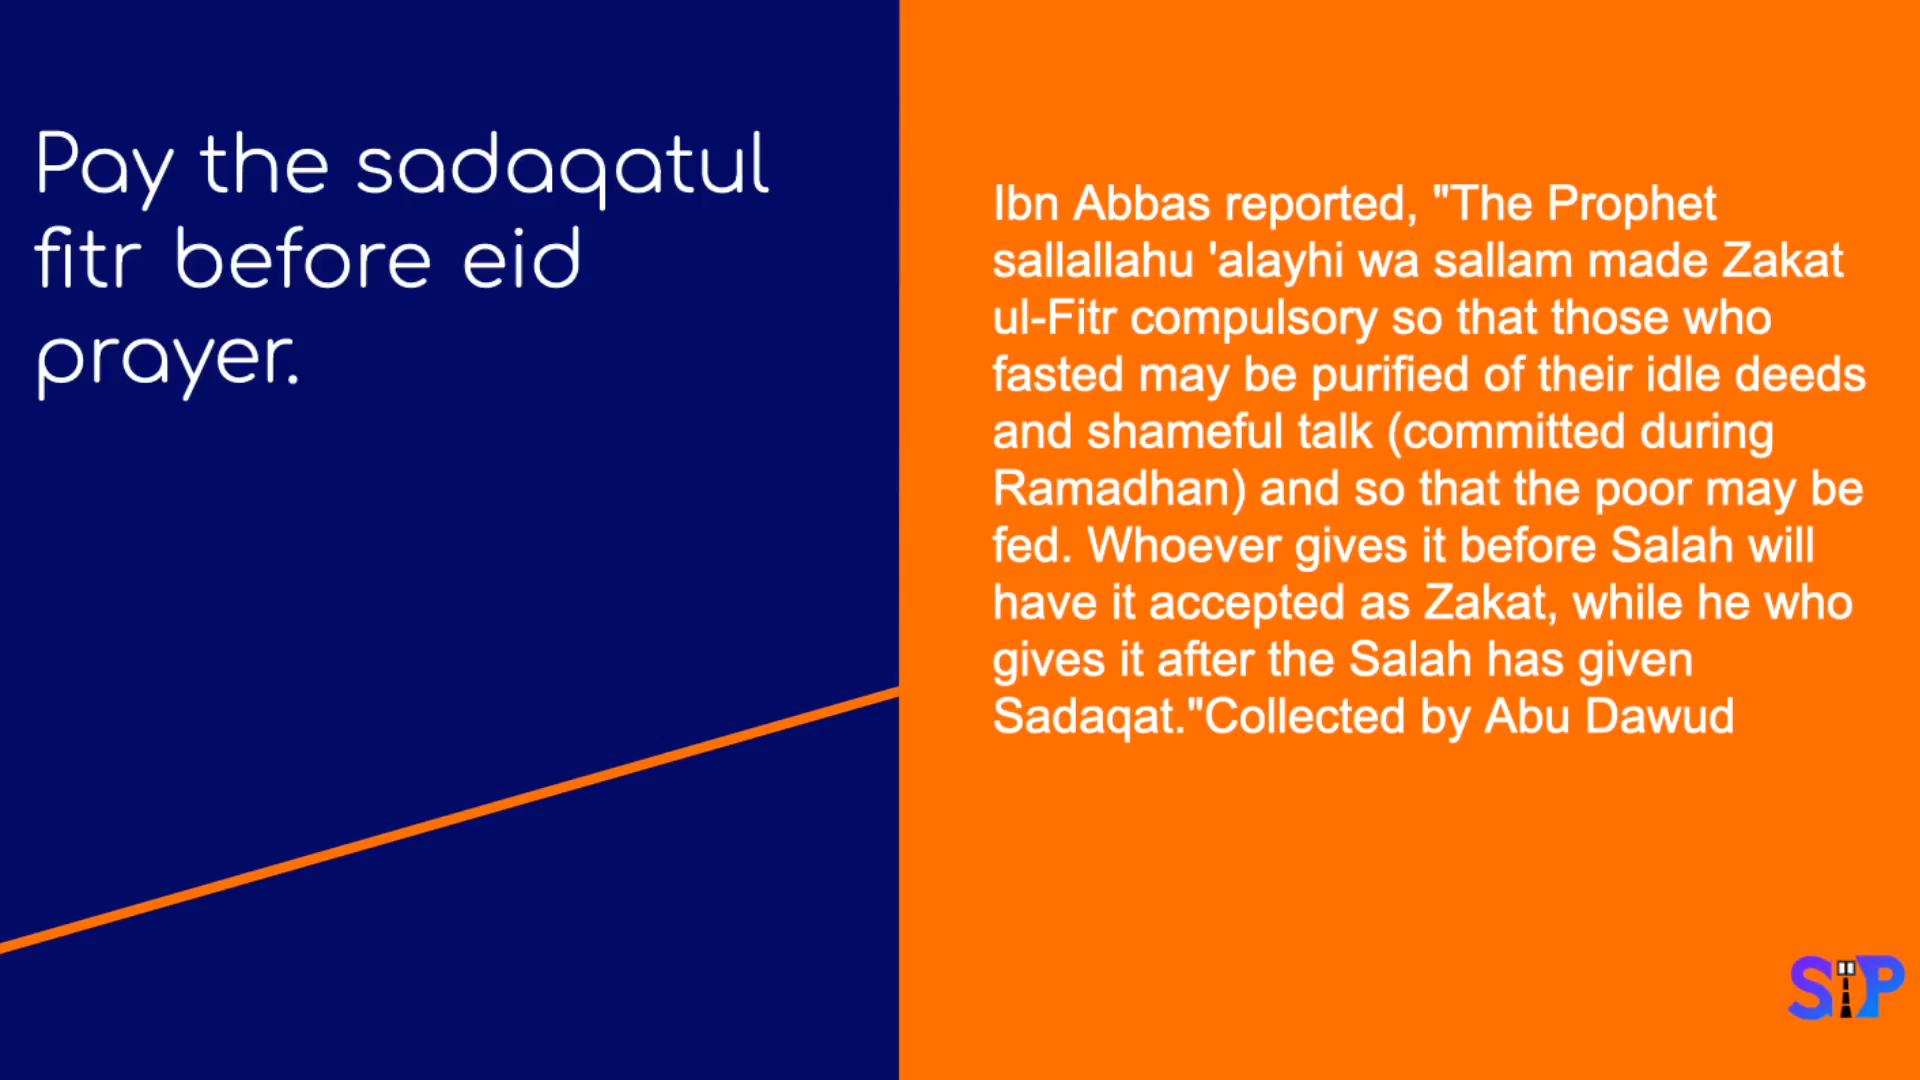 Pay the sadaqatul
fitr before eid
prayer.
Ibn Abbas reported, "The Prophet
sallallahu 'alayhi wa sallam made Zakat
ul-Fitr compulsory so that those who
fasted may be purified of their idle deeds
and shameful talk (committed during
Ramadhan) and so that the poor may be
fed. Whoever gives it before Salah will
have it accepted as Zakat, while he who
gives it after the Salah has given
Sadaqat."Collected by Abu Dawud
SIP